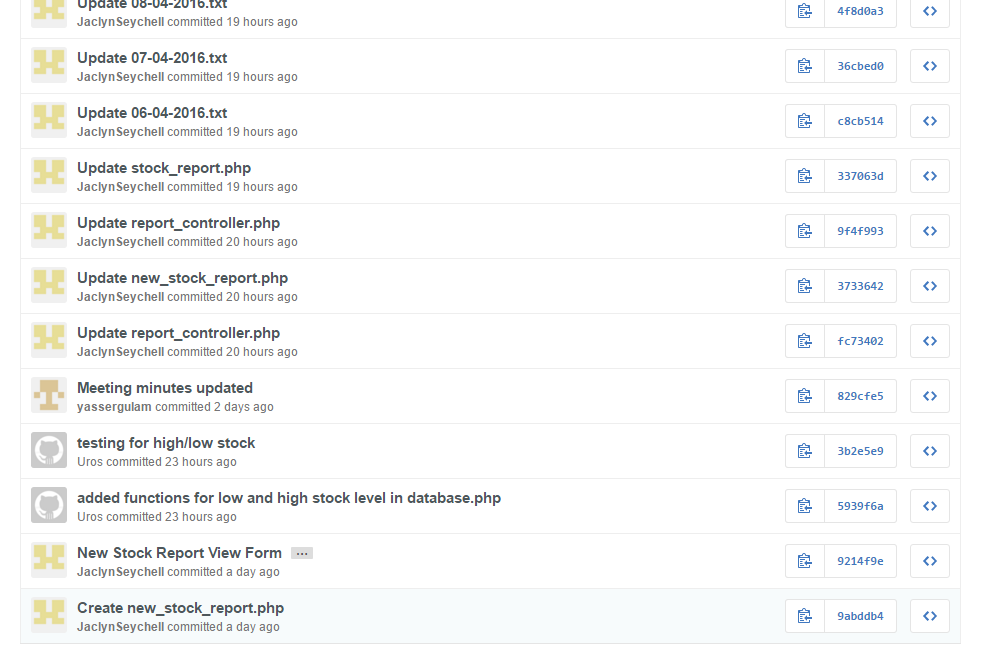 Update 08-04-2016.txt
JaclynSeychell committed 19 hours ago
4f8d0a3
Update 07-04-2016.txt
JaclynSeychell committed 19 hours ago
36cbed0
Update 06-04-2016.txt
JaclynSeychell committed 19 hours ago
c8cb514
Update stock_report.php
JaclynSeychell committed 19 hours ago
337063d
Update report_controller.php
JaclynSeychell committed 20 hours ago
9f4f993
Update new_stock_report.php
JaclynSeychell committed 20 hours ago
3733642
Update report_controller.php
JaclynSeychell committed 20 hours ago
fc73402
Meeting minutes updated
yassergulam committed 2 days ago
829cfe5
testing for high/low stock
Uros committed 23 hours ago
3b2e5e9
added functions for low and high stock level in database.php
Uros committed 23 hours ago
5939f6a
New Stock Report View Form …
JaclynSeychell committed a day ago
9214f9e
Create new_stock_report.php
JaclynSeychell committed a day ago
9abddb4